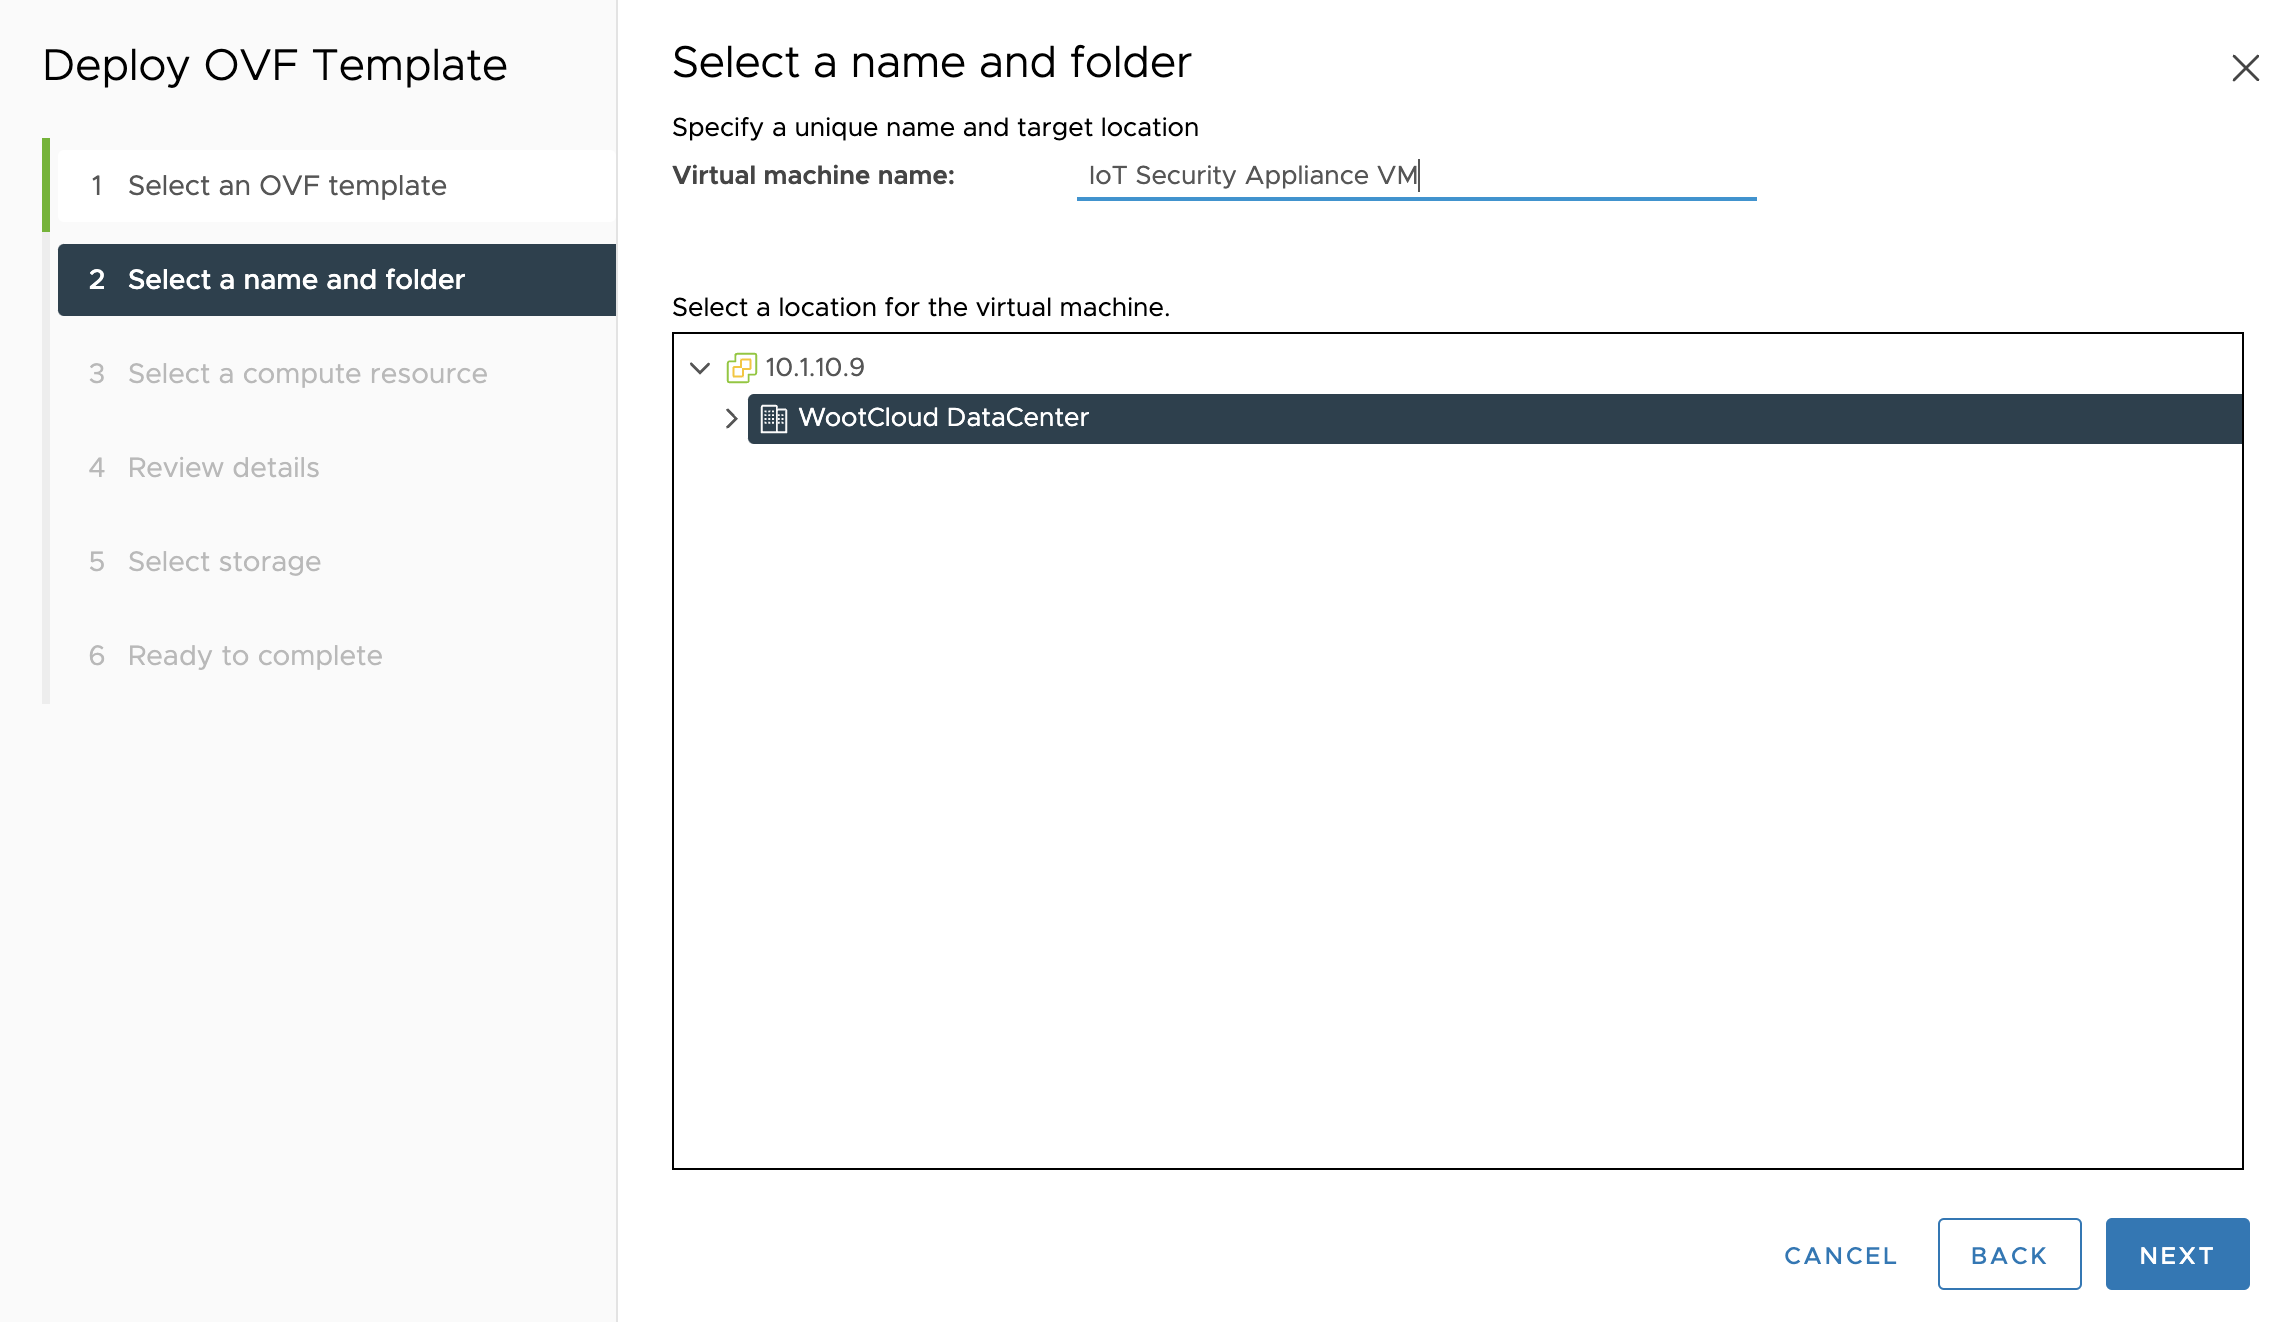 Deploy OVF Template
1 Select an OVF template
2 Select a name and folder
3 Select a compute resource
4 Review details
5 Select storage
6 Ready to complete
Select a name and folder
Specify a unique name and target location
Virtual machine name: IoT Security Appliance VM
Select a location for the virtual machine.
10.1.10.9
WootCloud DataCenter
CANCEL BACK NEXT